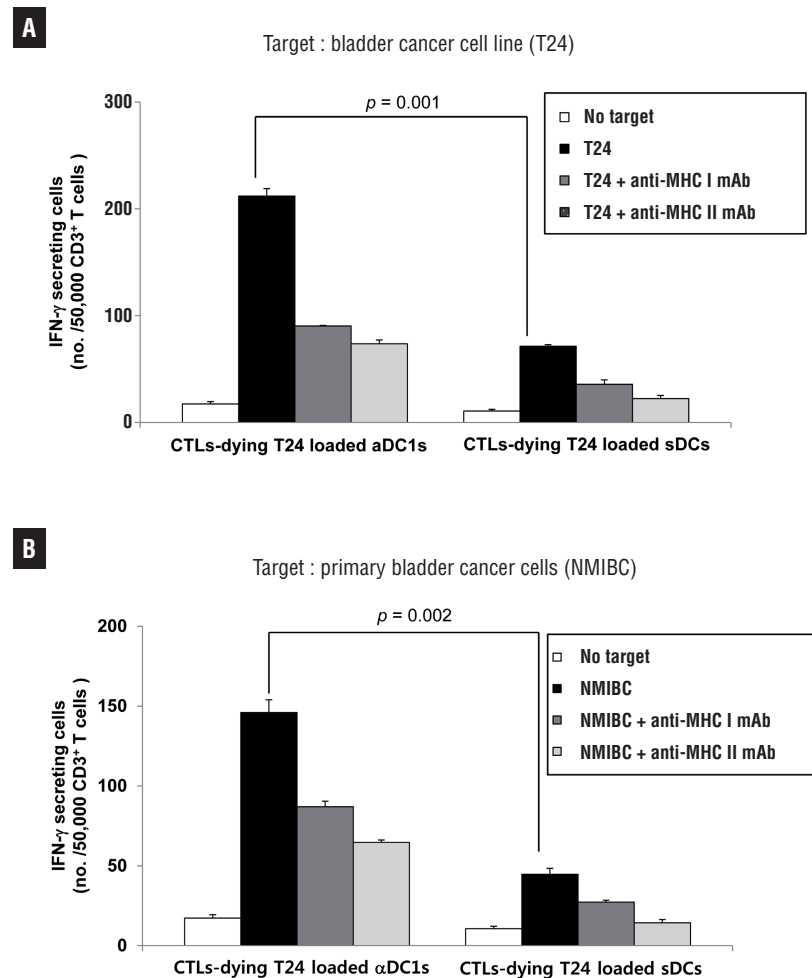 A
Target : bladder cancer cell line (T24)
p = 0.001
300
200
100
0
IFN-γ secreting cells
(no. /50,000 CD3⁺ T cells )
No target
T24
T24 + anti-MHC I mAb
T24 + anti-MHC II mAb
CTLs-dying T24 loaded aDC1s
CTLs-dying T24 loaded sDCs
B
Target : primary bladder cancer cells (NMIBC)
p = 0.002
200
150
100
50
0
IFN-γ secreting cells
(no. /50,000 CD3⁺ T cells )
No target
NMIBC
NMIBC + anti-MHC I mAb
NMIBC + anti-MHC II mAb
CTLs-dying T24 loaded αDC1s
CTLs-dying T24 loaded sDCs